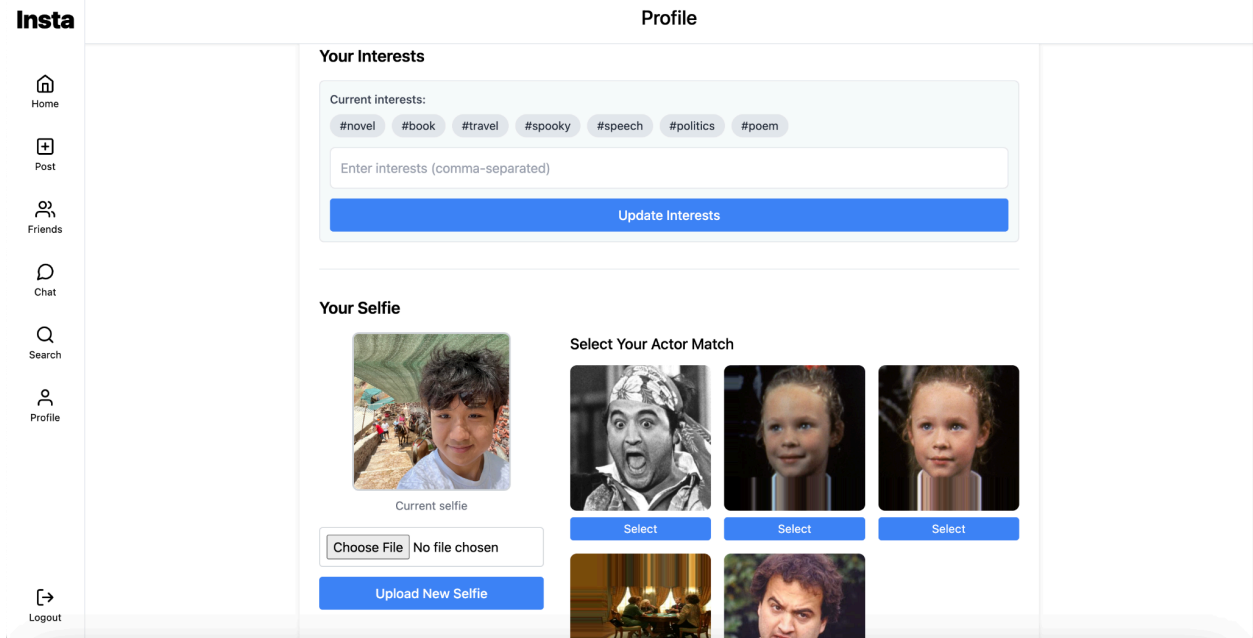 Insta
Profile
Home
Post
Friends
Chat
Search
Profile
Logout
Your Interests
Current interests:
#novel #book #travel #spooky #speech #politics #poem
Enter interests (comma-separated)
Update Interests
Your Selfie
Current selfie
Choose File No file chosen
Upload New Selfie
Select Your Actor Match
Select Select Select